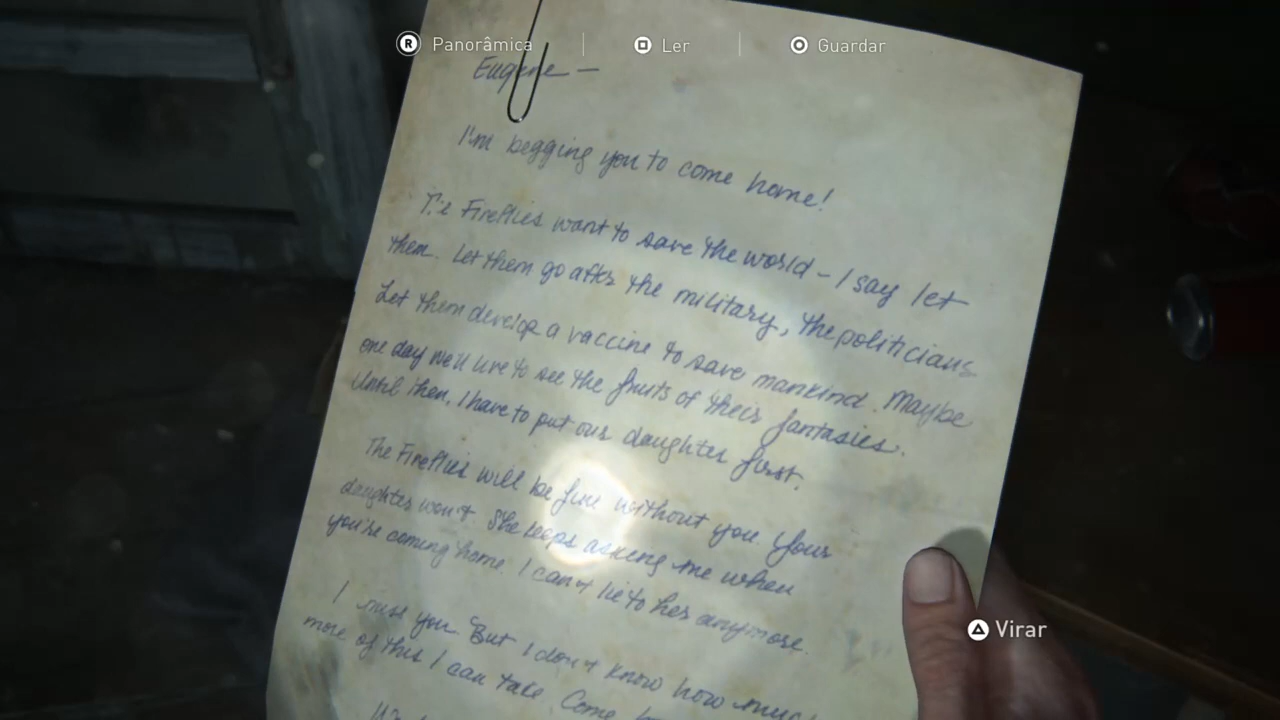 Panorâmica
Ler
Guardar
Eugene –
I'm begging you to come home!
The Fireflies want to save the world – I say let
them. Let them go after the military, the politicians
Let them develop a vaccine to save mankind. Maybe
one day we'll live to see the fruits of their fantasies.
Until then, I have to put our daughter first.
The Fireflies will be fine without you. Your
daughter won't. She keeps asking me when
you're coming home. I can't lie to her anymore.
I miss you. But I don't know how much
more of this I can take. Come
Virar